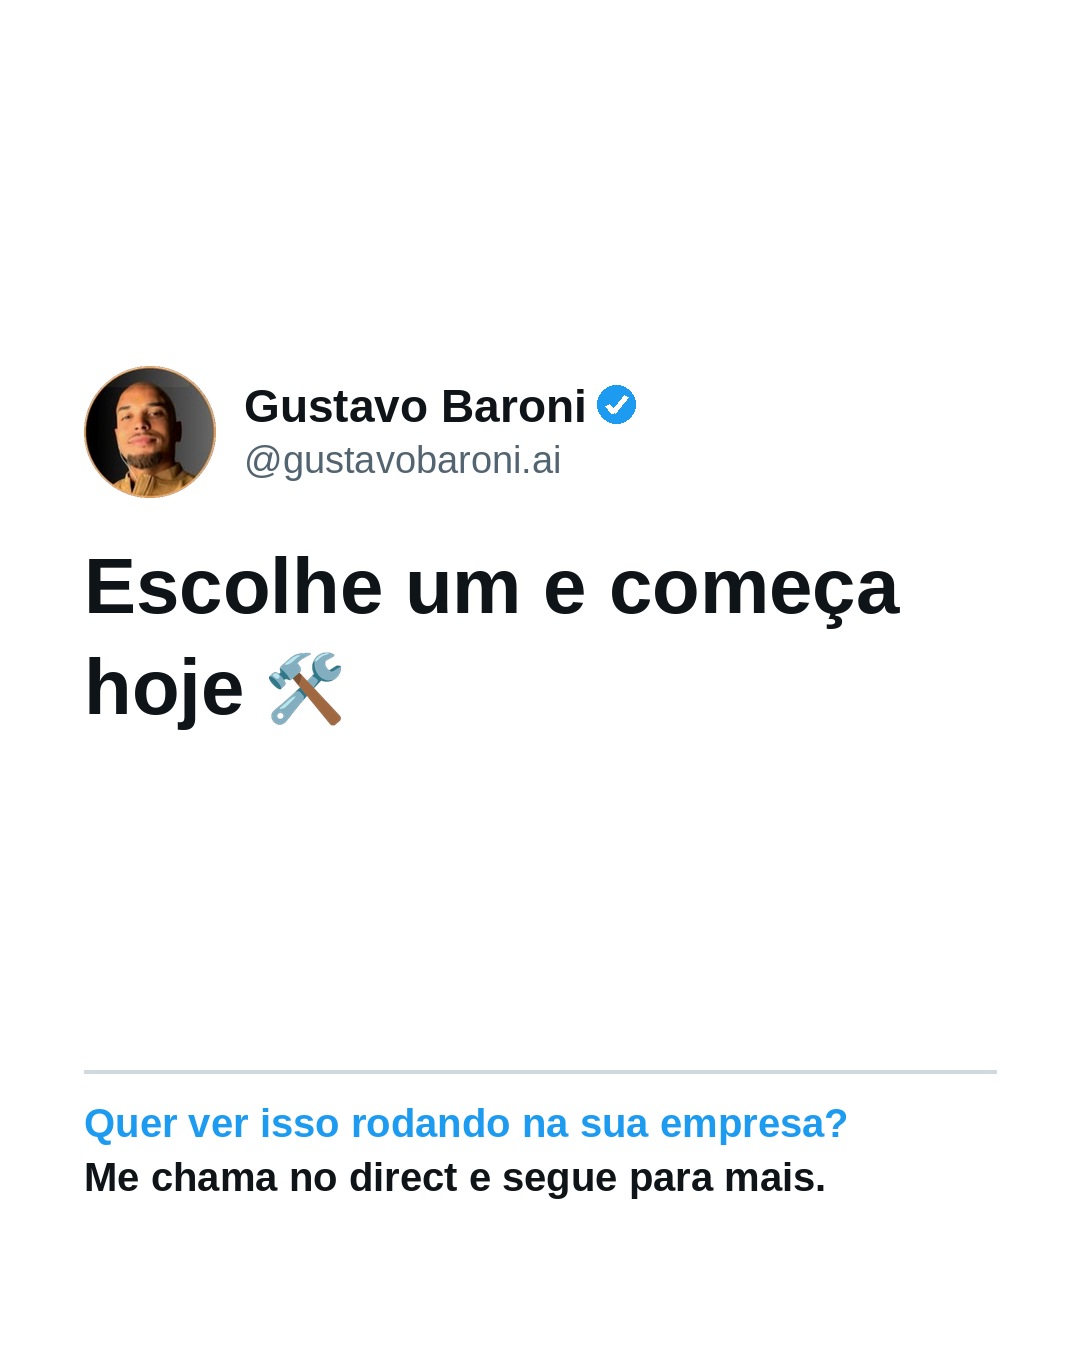 Gustavo Baroni
@gustavobaroni.ai
Escolhe um e começa
hoje 🛠️
Quer ver isso rodando na sua empresa?
Me chama no direct e segue para mais.